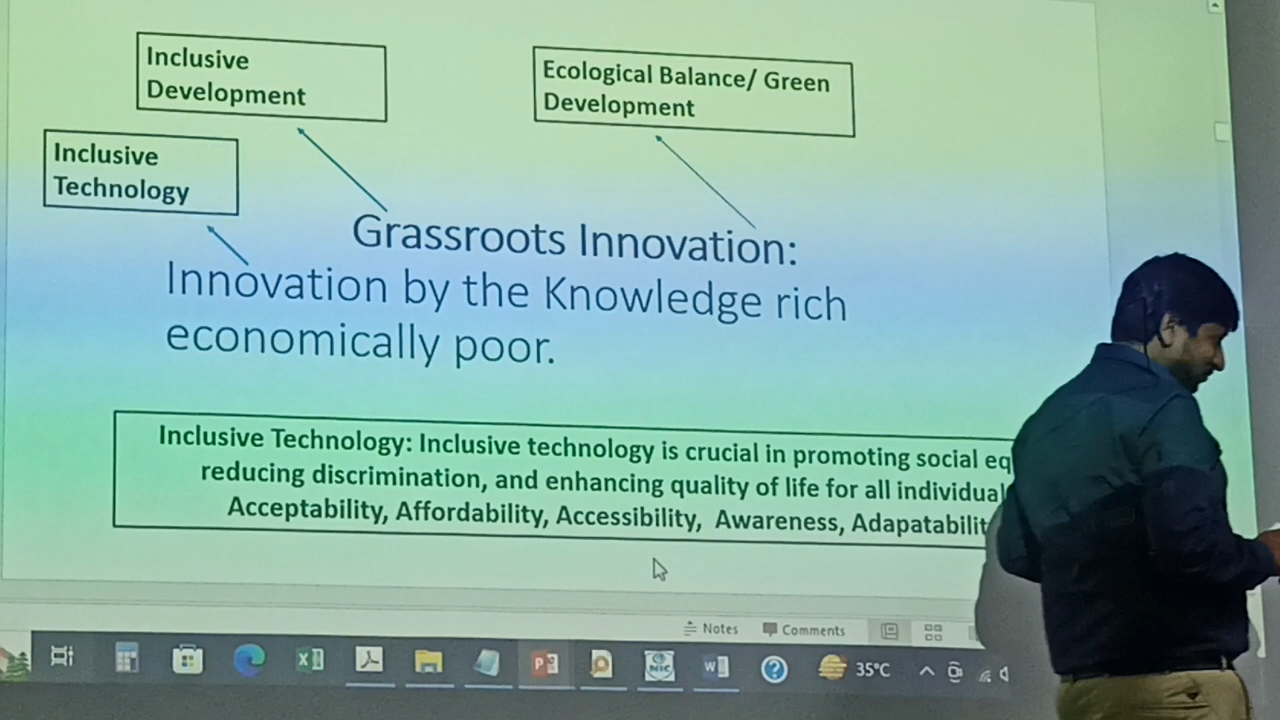 Inclusive
Development
Ecological Balance/ Green
Development
Inclusive
Technology
Grassroots Innovation:
Innovation by the Knowledge rich
economically poor.
Inclusive Technology: Inclusive technology is crucial in promoting social eq
reducing discrimination, and enhancing quality of life for all individual
Acceptability, Affordability, Accessibility, Awareness, Adapatabilit
Notes
Comments
35°C
NIC